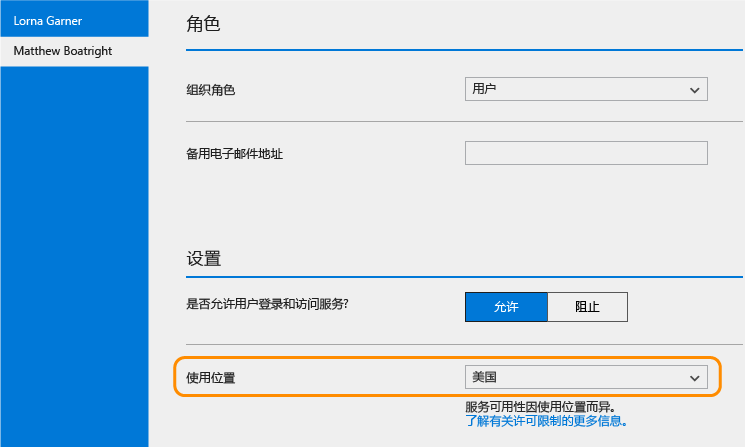 Lorna Garner
Matthew Boatright
角色
组织角色 用户
备用电子邮件地址
设置
是否允许用户登录和访问服务? 允许 阻止
使用位置 美国
服务可用性因使用位置而异。
了解有关许可限制的更多信息。